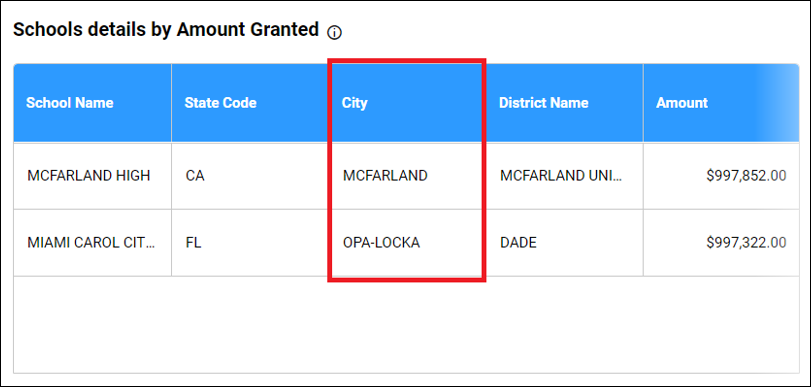 Schools details by Amount Granted
School Name State Code City District Name Amount
MCFARLAND HIGH CA MCFARLAND MCFARLAND UNI... $997,852.00
MIAMI CAROL CIT... FL OPA-LOCKA DADE $997,322.00